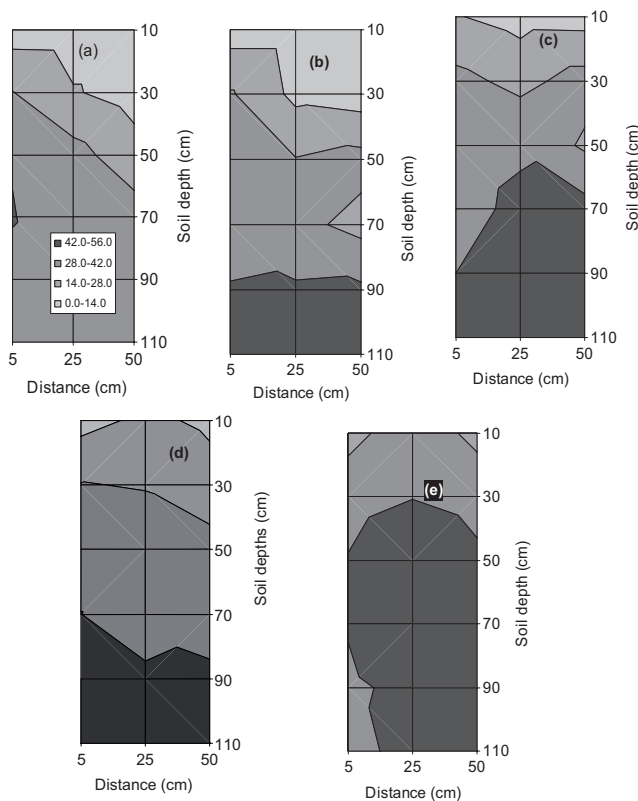 (a)
10
30
50
70
90
110
Soil depth (cm)
42.0-56.0
28.0-42.0
14.0-28.0
0.0-14.0
5 25 50
Distance (cm)
(b)
10
30
50
70
90
110
Soil depth (cm)
5 25 50
Distance (cm)
(c)
10
30
50
70
90
110
Soil depth (cm)
5 25 50
Distance (cm)
(d)
10
30
50
70
90
110
Soil depths (cm)
5 25 50
Distance (cm)
(e)
10
30
50
70
90
110
Soil depth (cm)
5 25 50
Distance (cm)